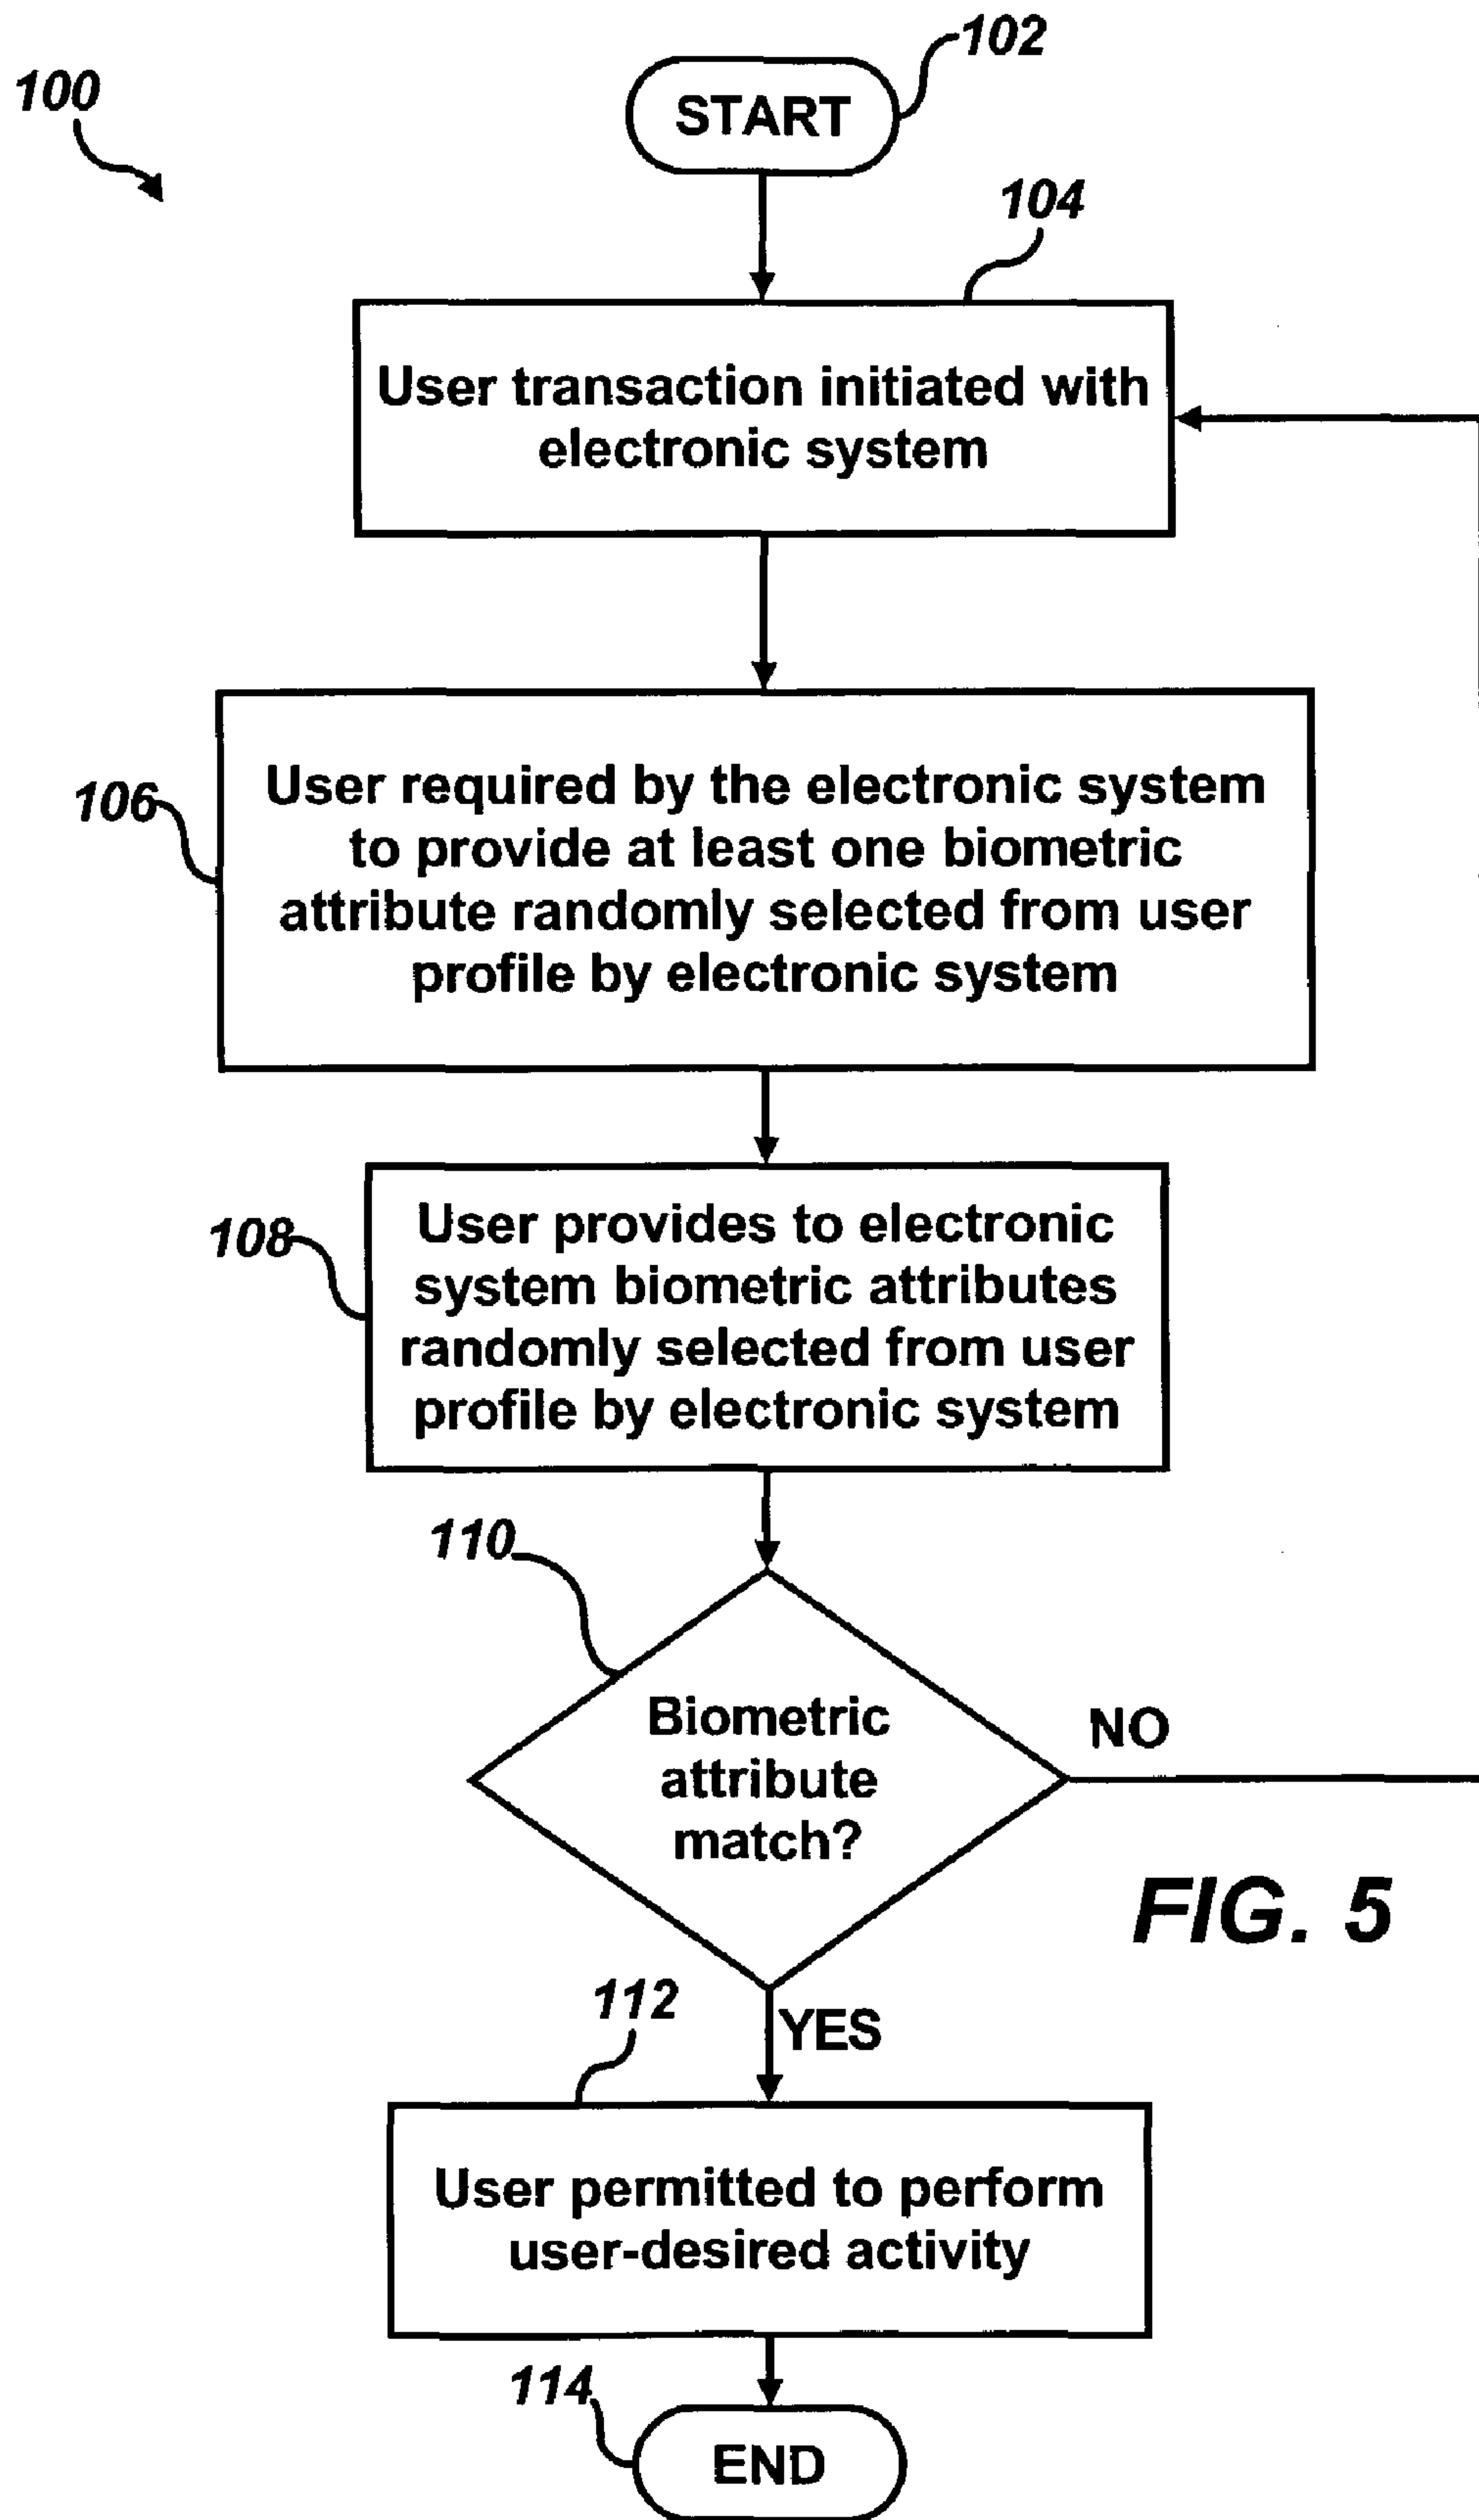 102
100
START
104
User transaction initiated with
electronic system
User required by the electronic system
to provide at least one biometric
attribute randomly selected from user
profile by electronic system
106
User provides to electronic
system biometric attributes
randomly selected from user
profile by electronic system
108
110
Biometric
attribute
match?
NO
FIG. 5
112
YES
User permitted to perform
user-desired activity
114
END